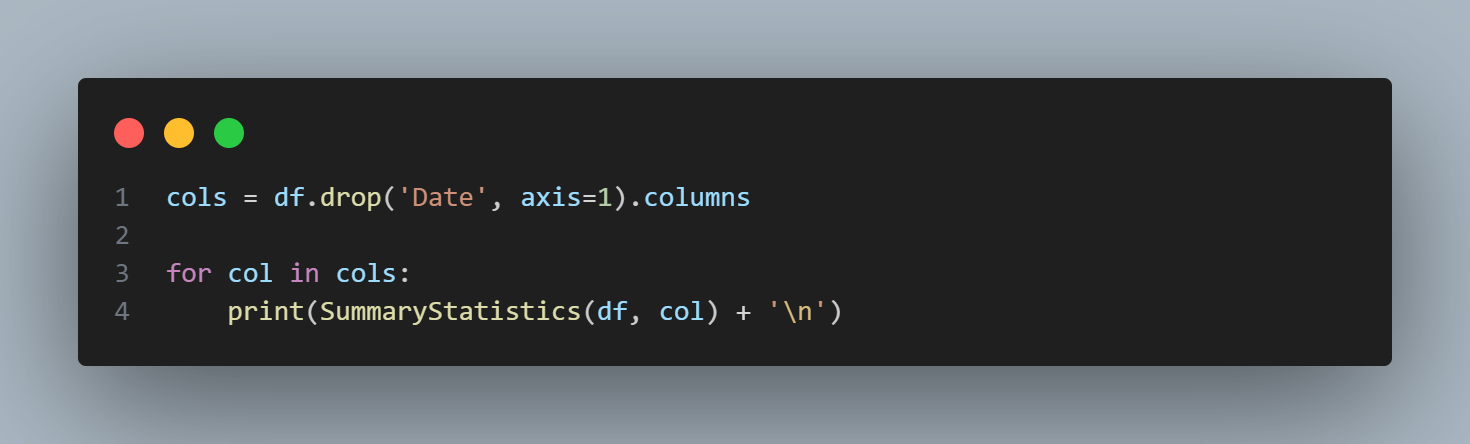 1 cols = df.drop('Date', axis=1).columns
2
3 for col in cols:
4     print(SummaryStatistics(df, col) + '\n')